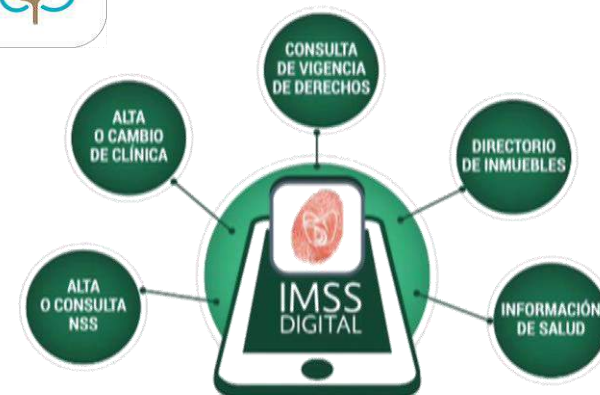 CONSULTA
DE VIGENCIA
DE DERECHOS
ALTA
O CAMBIO
DE CLÍNICA
DIRECTORIO
DE INMUEBLES
ALTA
O CONSULTA
NSS
IMSS
DIGITAL
INFORMACIÓN
DE SALUD